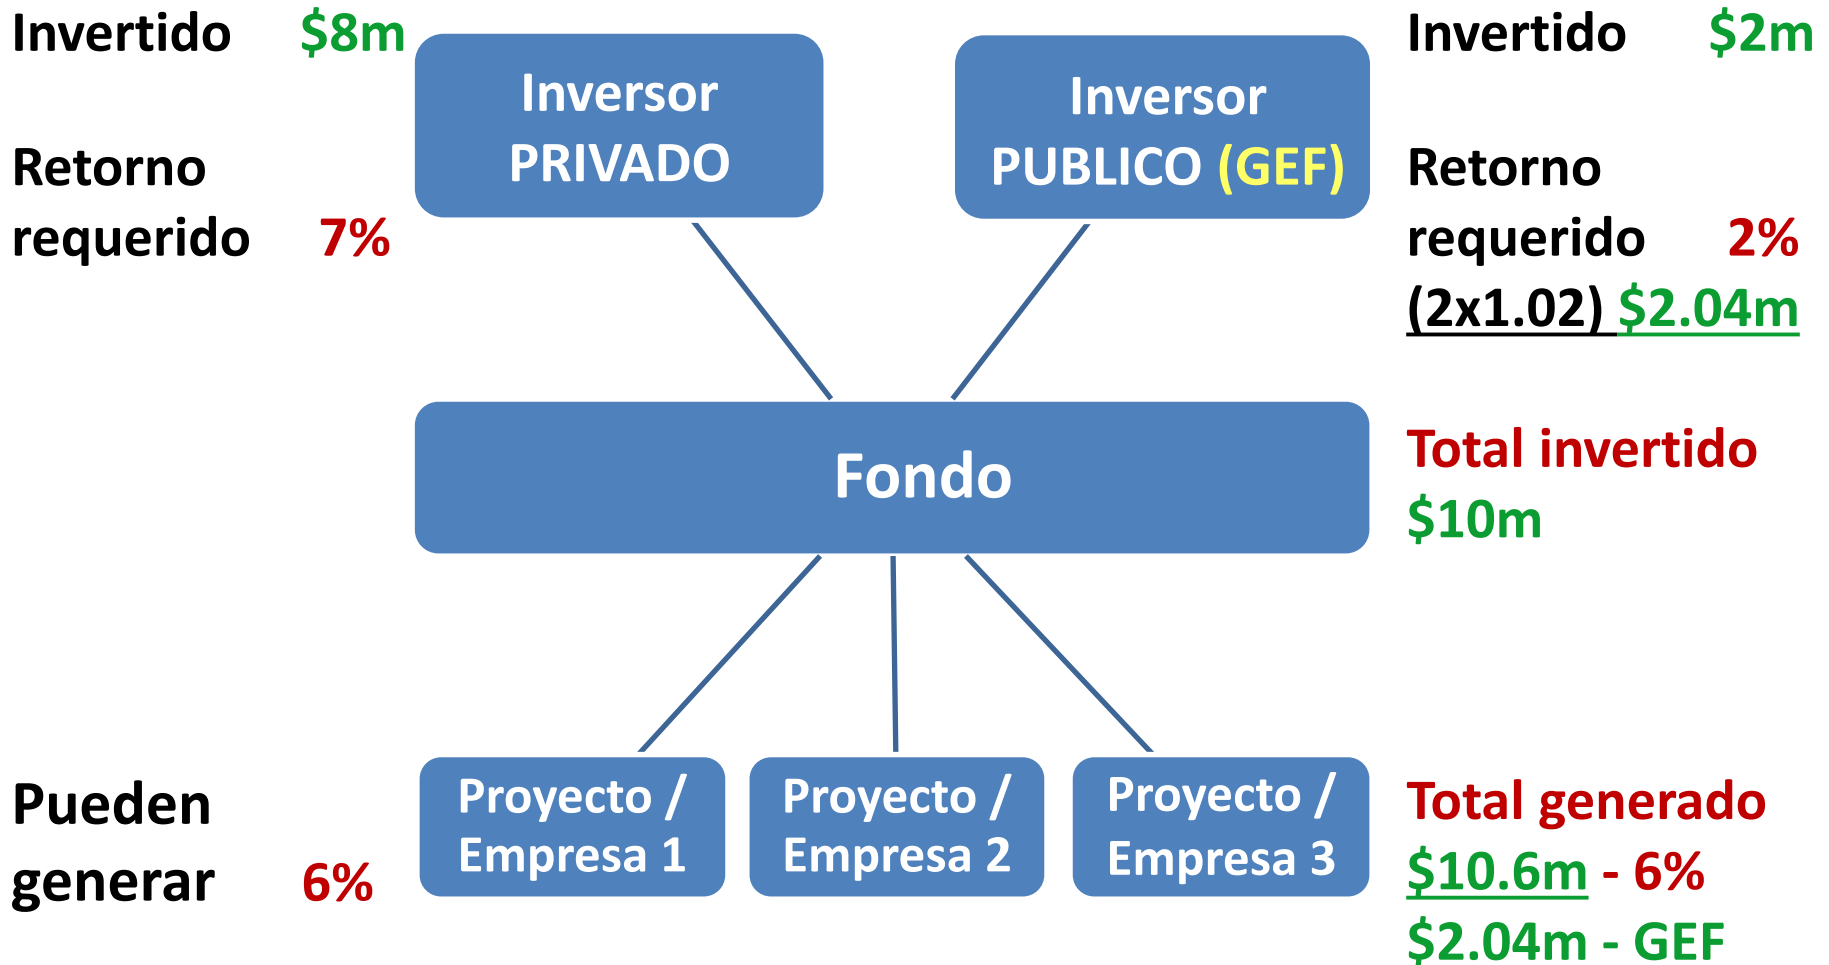 Invertido $8m
Retorno
requerido 7%
Inversor
PRIVADO
Inversor
PUBLICO (GEF)
Invertido $2m
Retorno
requerido 2%
(2x1.02) $2.04m
Fondo
Total invertido
$10m
Pueden
generar 6%
Proyecto /
Empresa 1
Proyecto /
Empresa 2
Proyecto /
Empresa 3
Total generado
$10.6m - 6%
$2.04m - GEF